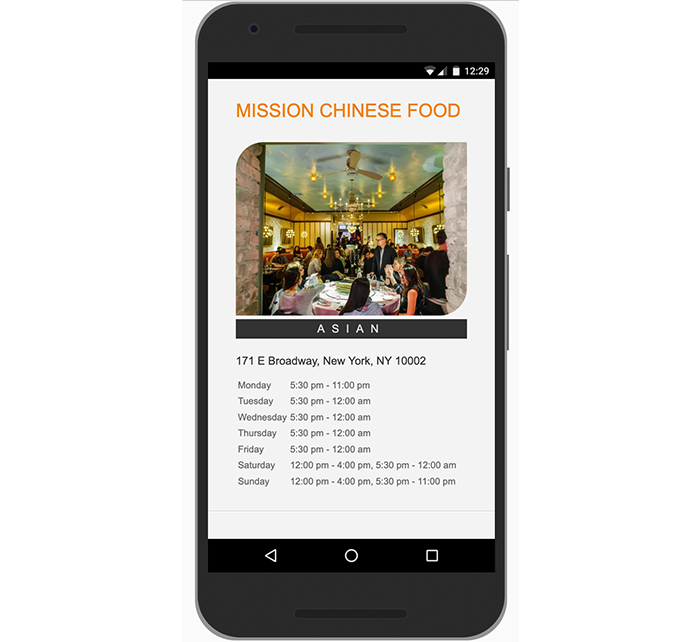 12:29
MISSION CHINESE FOOD
ASIAN
171 E Broadway, New York, NY 10002
Monday 5:30 pm - 11:00 pm
Tuesday 5:30 pm - 12:00 am
Wednesday 5:30 pm - 12:00 am
Thursday 5:30 pm - 12:00 am
Friday 5:30 pm - 12:00 am
Saturday 12:00 pm - 4:00 pm, 5:30 pm - 12:00 am
Sunday 12:00 pm - 4:00 pm, 5:30 pm - 11:00 pm